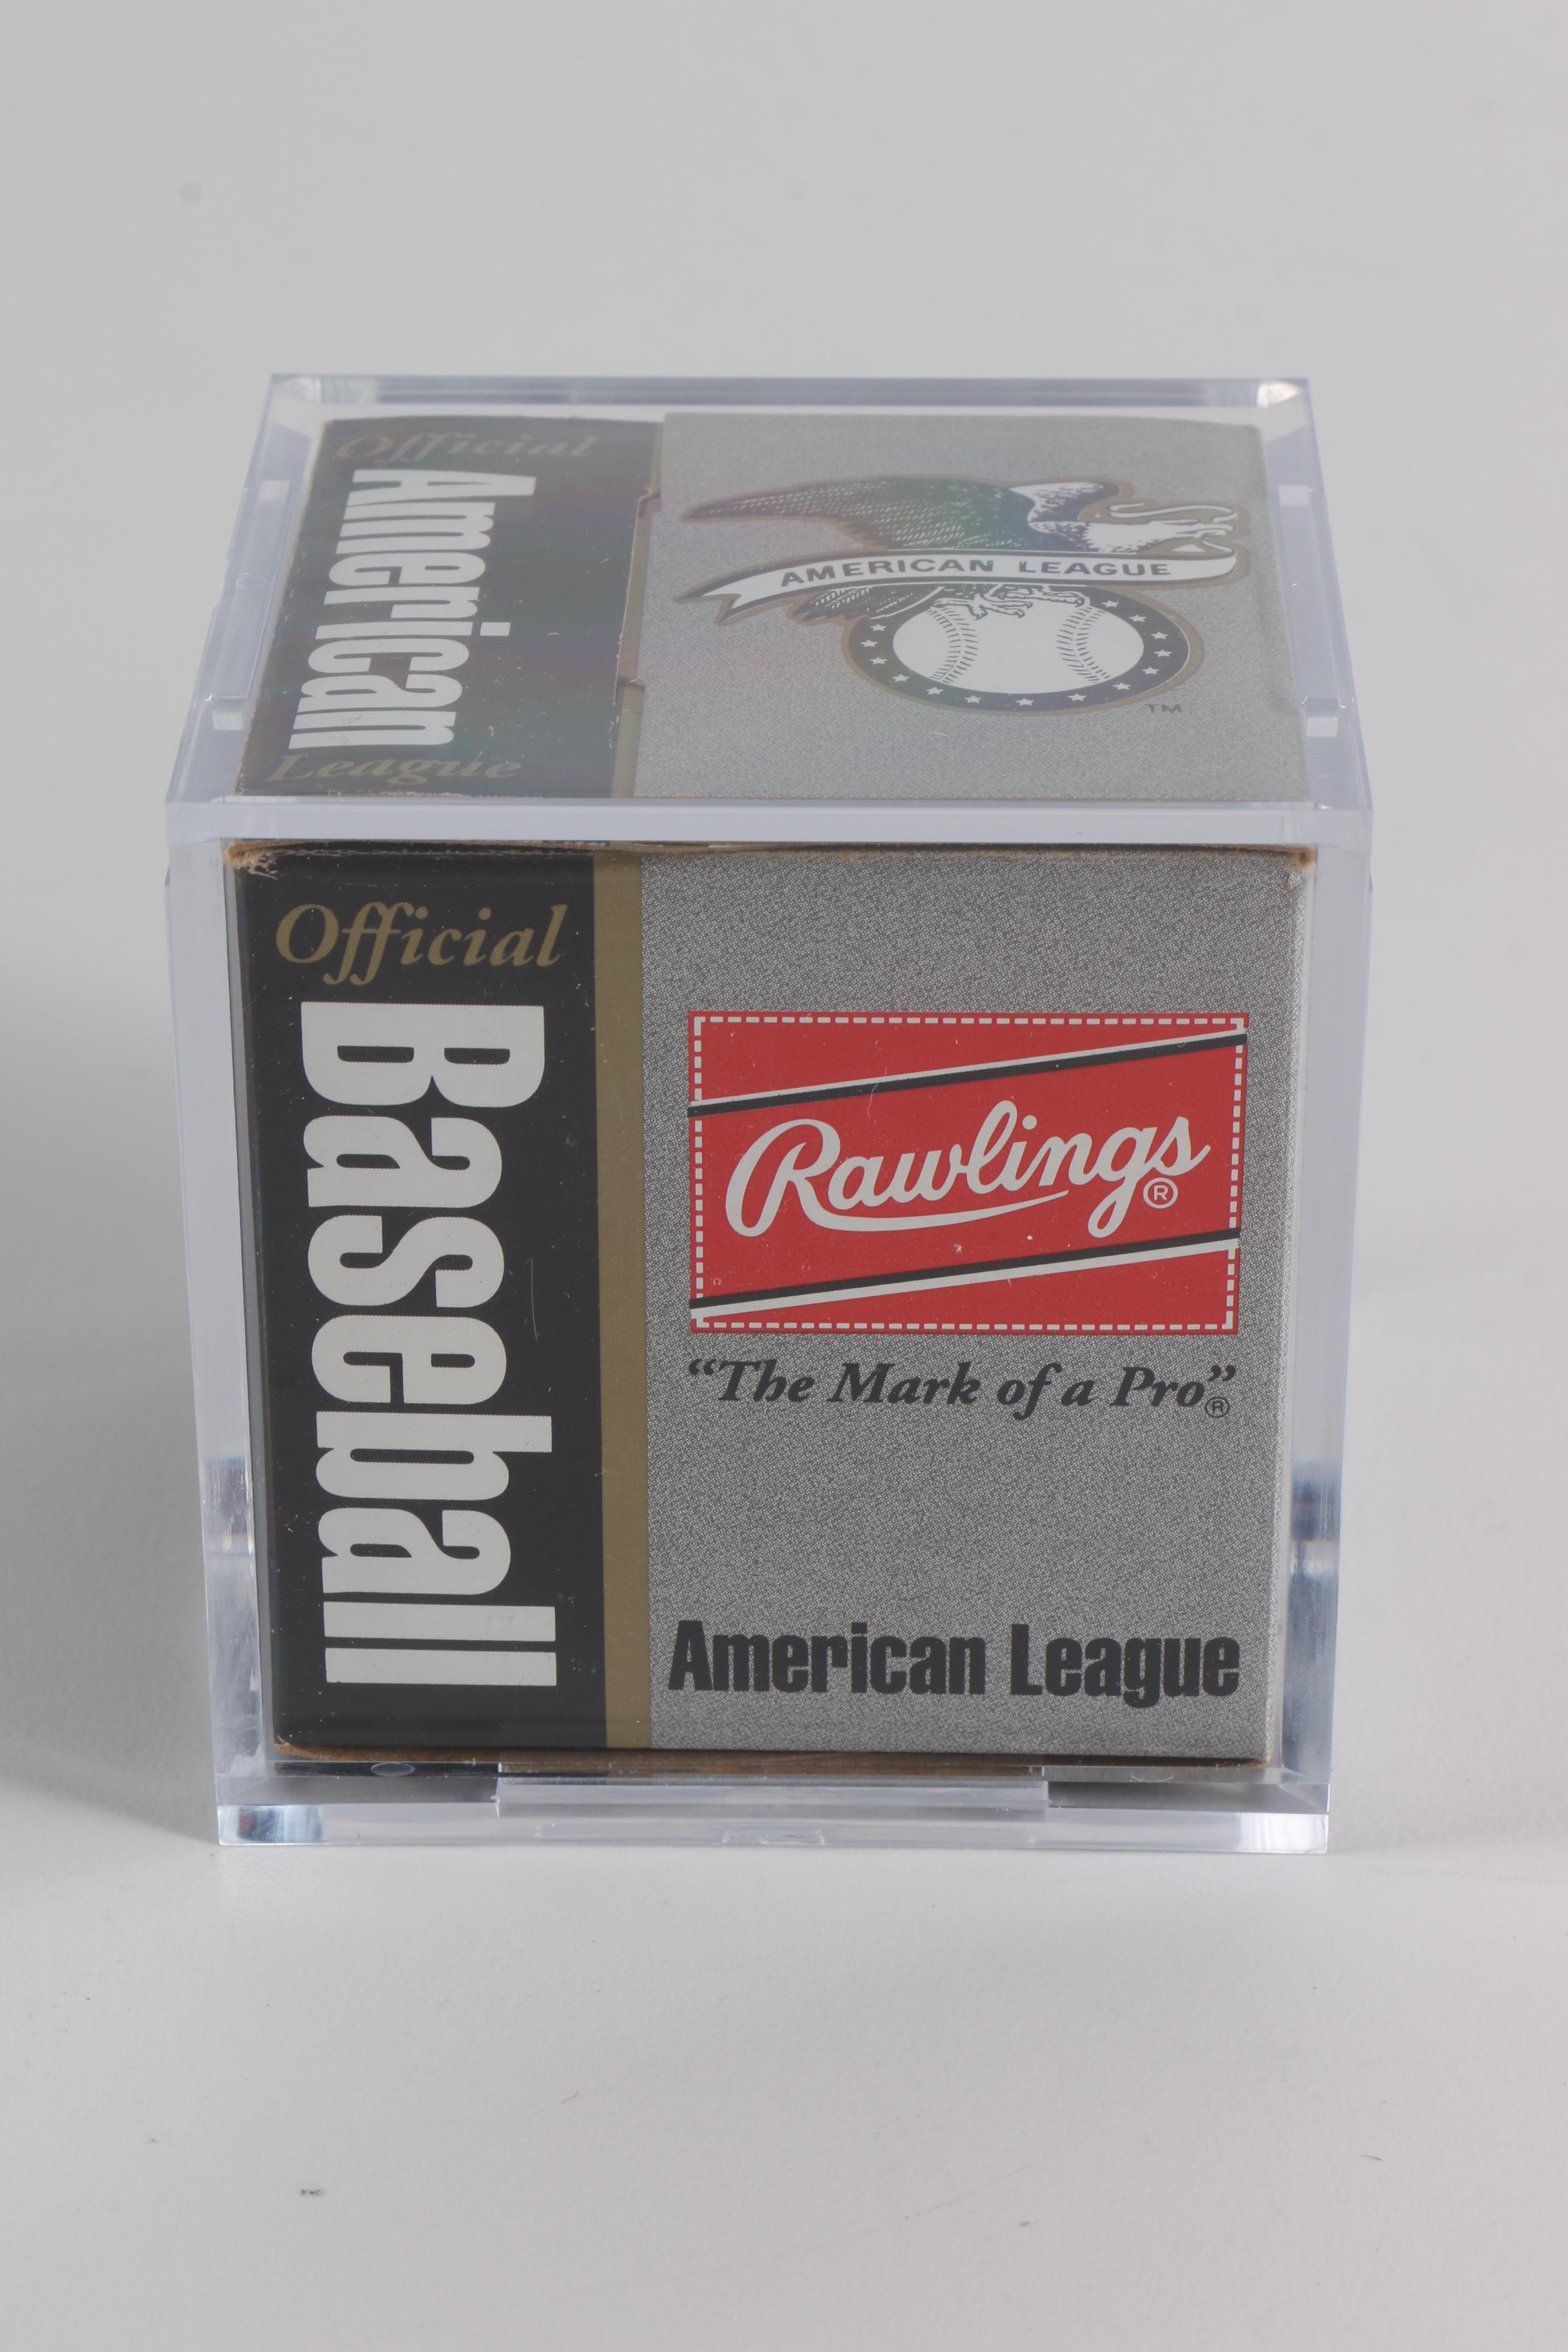 Official
American
League
AMERICAN LEAGUE
TM
Official
Baseball
Rawlings®
“The Mark of a Pro”®
American League